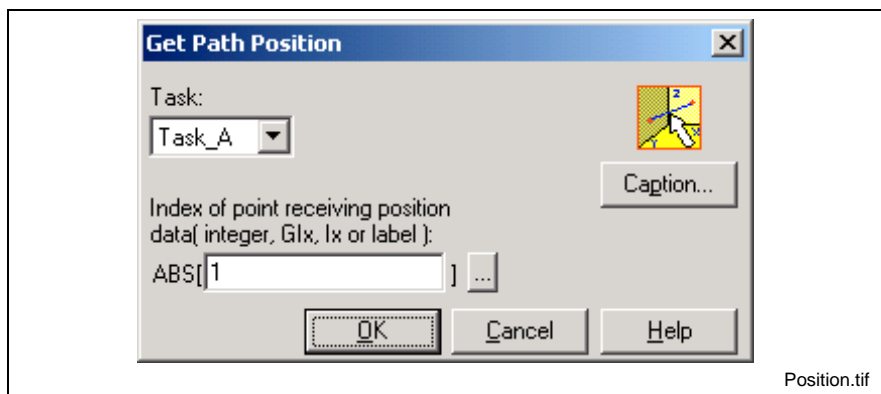 Get Path Position
Task:
Task_A
z
Y
X
Caption...
Index of point receiving position
data( integer, GIx, Ix or label ):
ABS[1 ] ...
OK Cancel Help
Position.tif